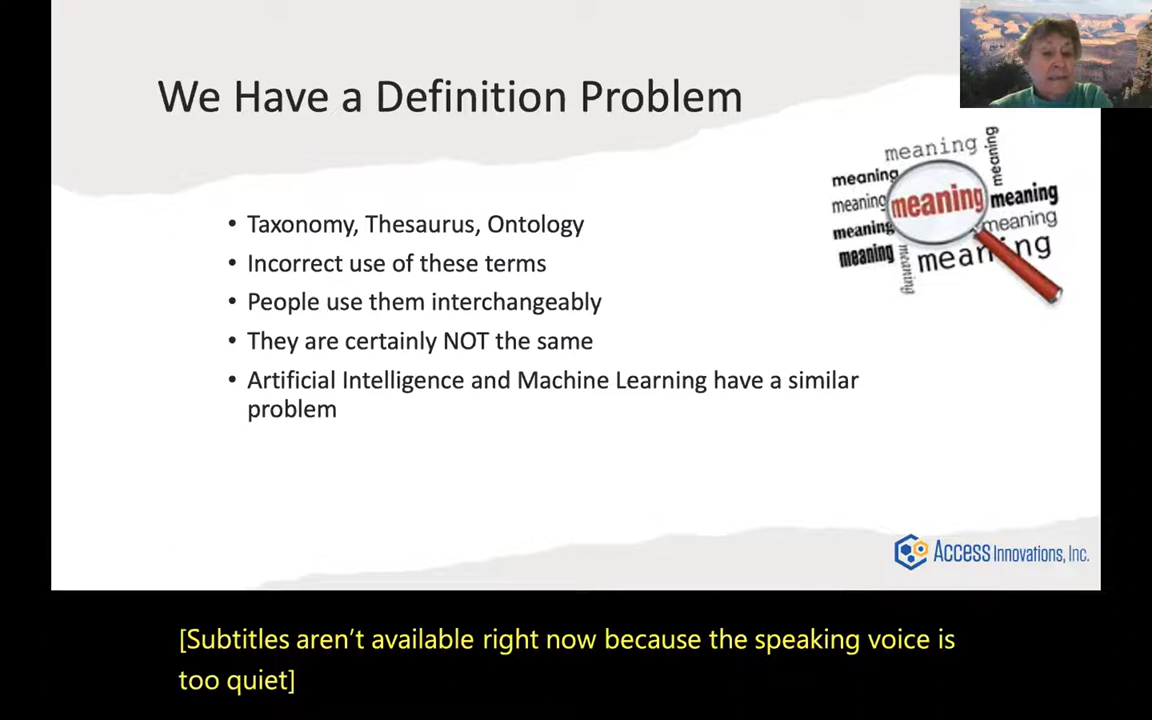 We Have a Definition Problem
meaning
meaning
meaning
meaning
meaning
meaning
meaning
meaning
meaning
meaning
meaning
• Taxonomy, Thesaurus, Ontology
• Incorrect use of these terms
• People use them interchangeably
• They are certainly NOT the same
• Artificial Intelligence and Machine Learning have a similar
problem
Access Innovations, Inc.
[Subtitles aren’t available right now because the speaking voice is
too quiet]